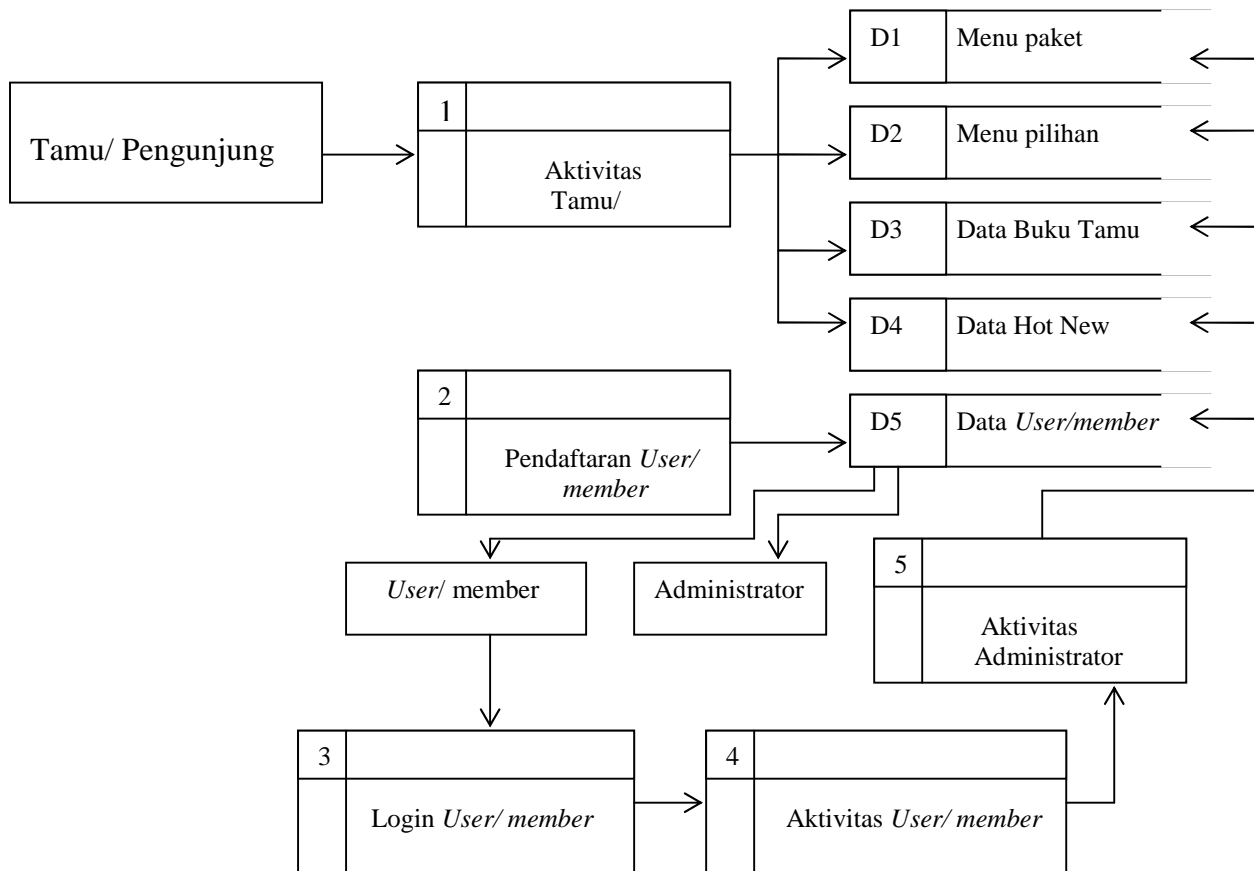 D1
Menu paket
Tamu/ Pengunjung
1
Aktivitas
Tamu/
D2
Menu pilihan
D3
Data Buku Tamu
D4
Data Hot New
2
Pendaftaran User/
member
D5
Data User/member
User/ member
Administrator
5
Aktivitas
Administrator
3
Login User/ member
4
Aktivitas User/ member